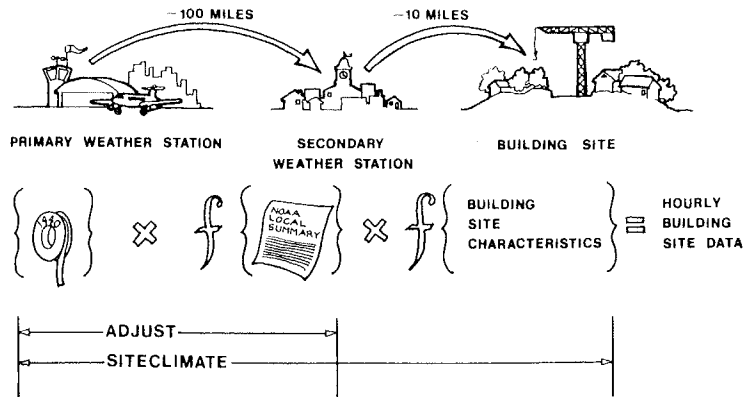 ~100 MILES
~10 MILES
PRIMARY WEATHER STATION
SECONDARY
WEATHER STATION
BUILDING SITE
× f
NOAA
LOCAL
SUMMARY
× f
BUILDING
SITE
CHARACTERISTICS
=
HOURLY
BUILDING
SITE DATA
ADJUST
SITECLIMATE